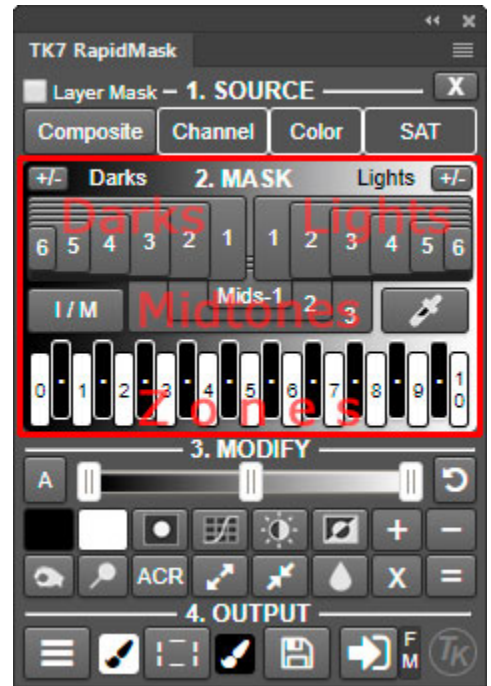 TK7 RapidMask
Layer Mask 1. SOURCE X
Composite Channel Color SAT
+/- Darks 2. MASK Lights +/-
Darks Lights
6 5 4 3 2 1 1 2 3 4 5 6
I / M Mids-1 2 3
Midtones
0 1 2 3 4 5 6 7 8 9 10
Zones
3. MODIFY
A
+ -
ACR X =
4. OUTPUT
F
M TK